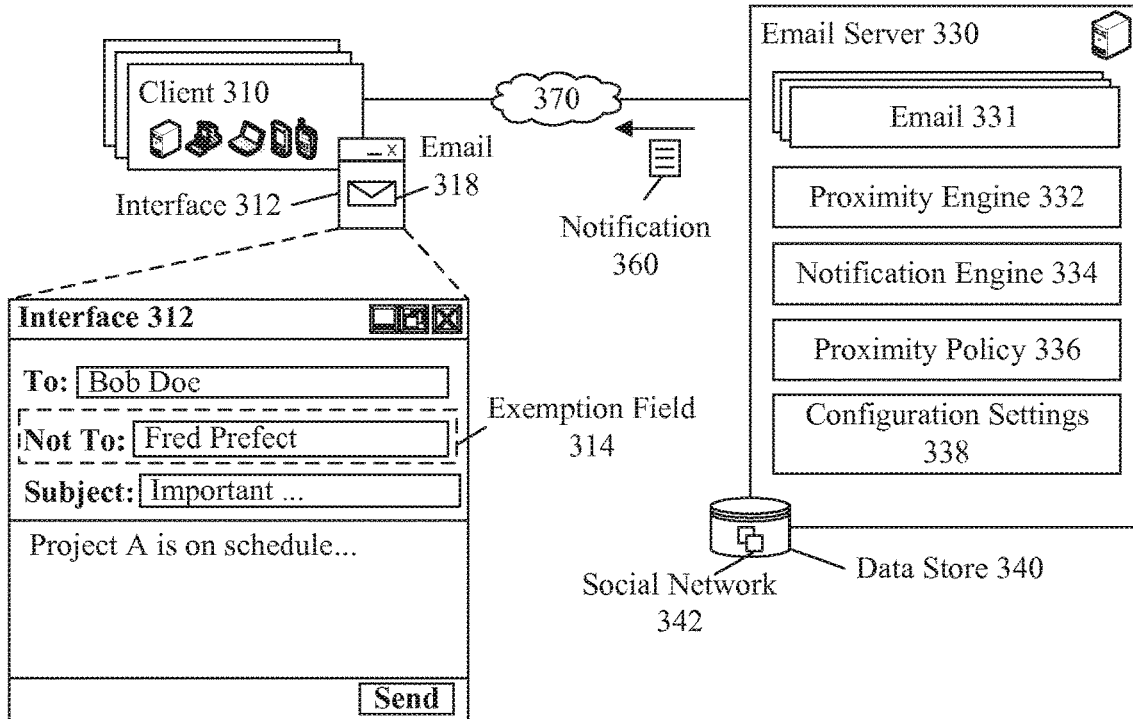 Email Server 330
Client 310
370
Email 331
Email
318
Interface 312
Notification
360
Proximity Engine 332
Notification Engine 334
Proximity Policy 336
Configuration Settings
338
Interface 312
To: Bob Doe
Not To: Fred Prefect
Exemption Field
314
Subject: Important ...
Project A is on schedule...
Send
Social Network
342
Data Store 340